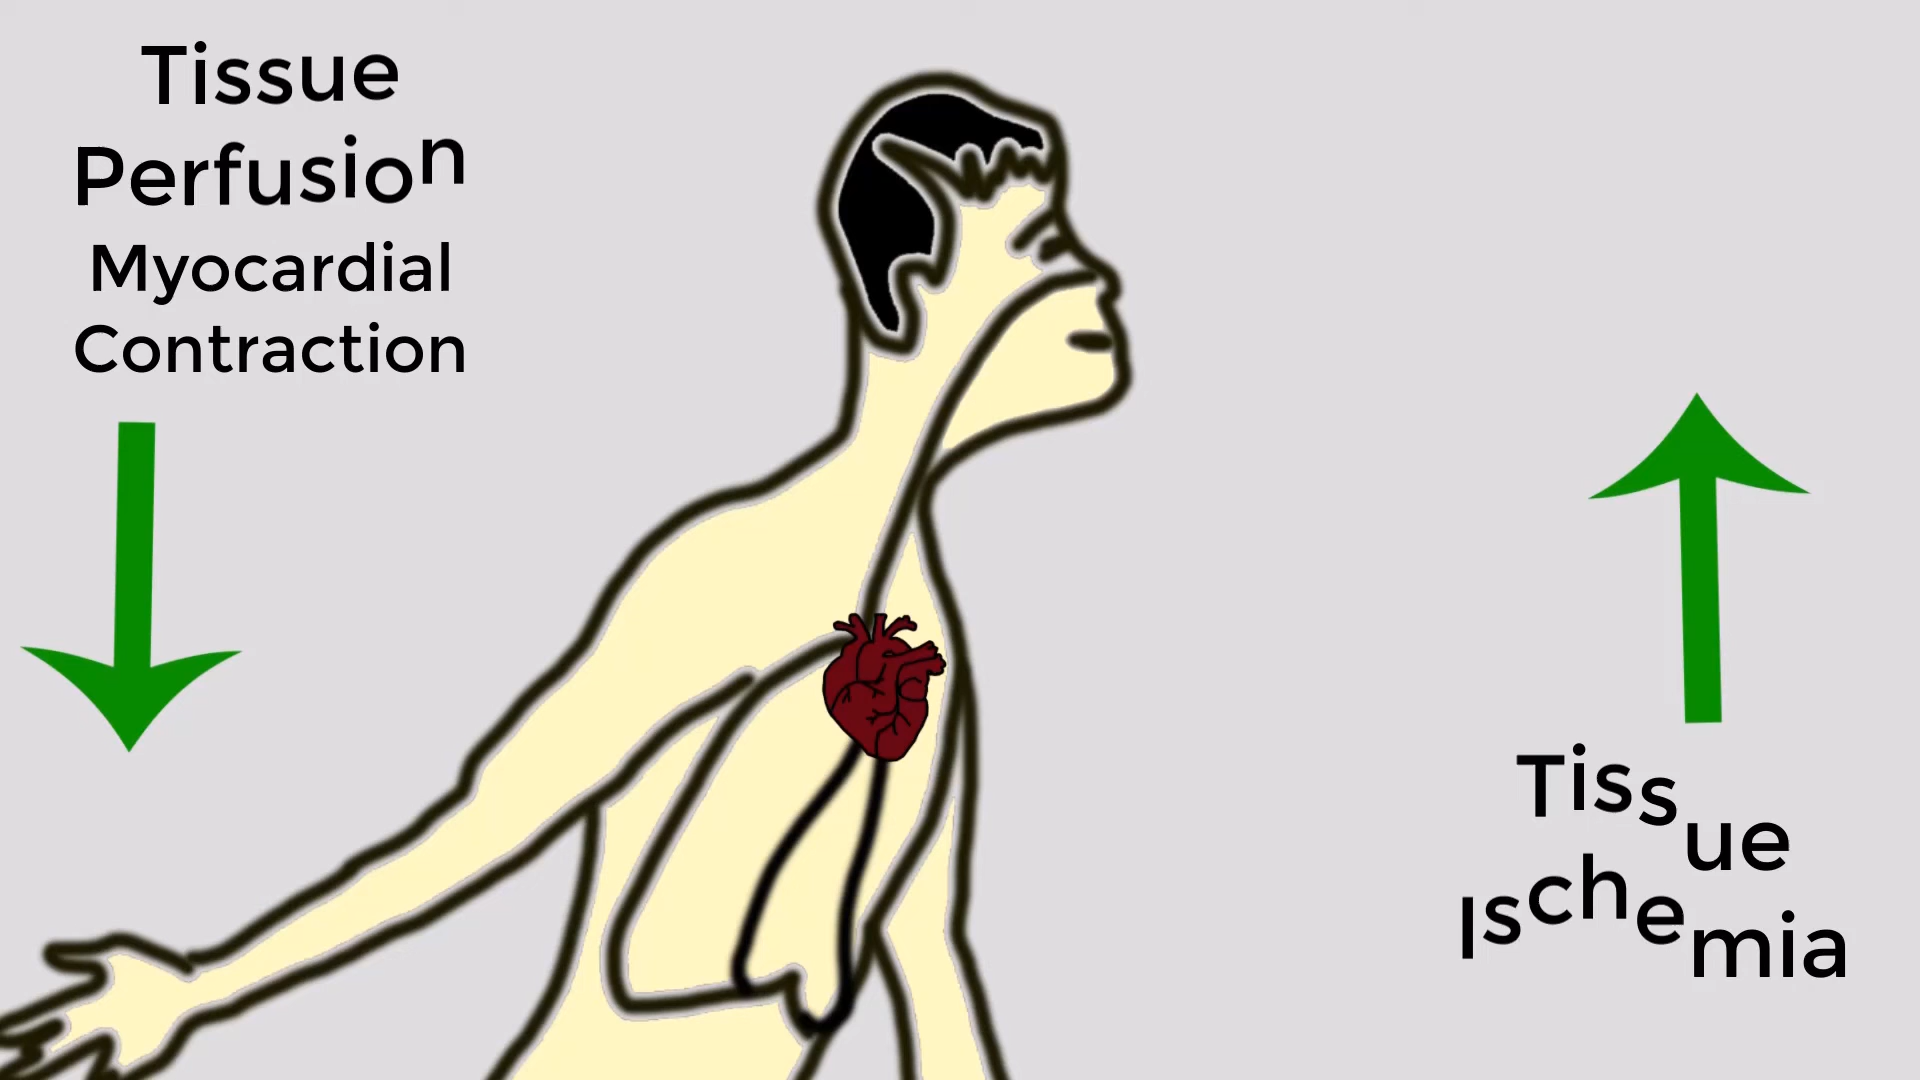 Tissue
Perfusion
Myocardial
Contraction
Tissue
Ischemia